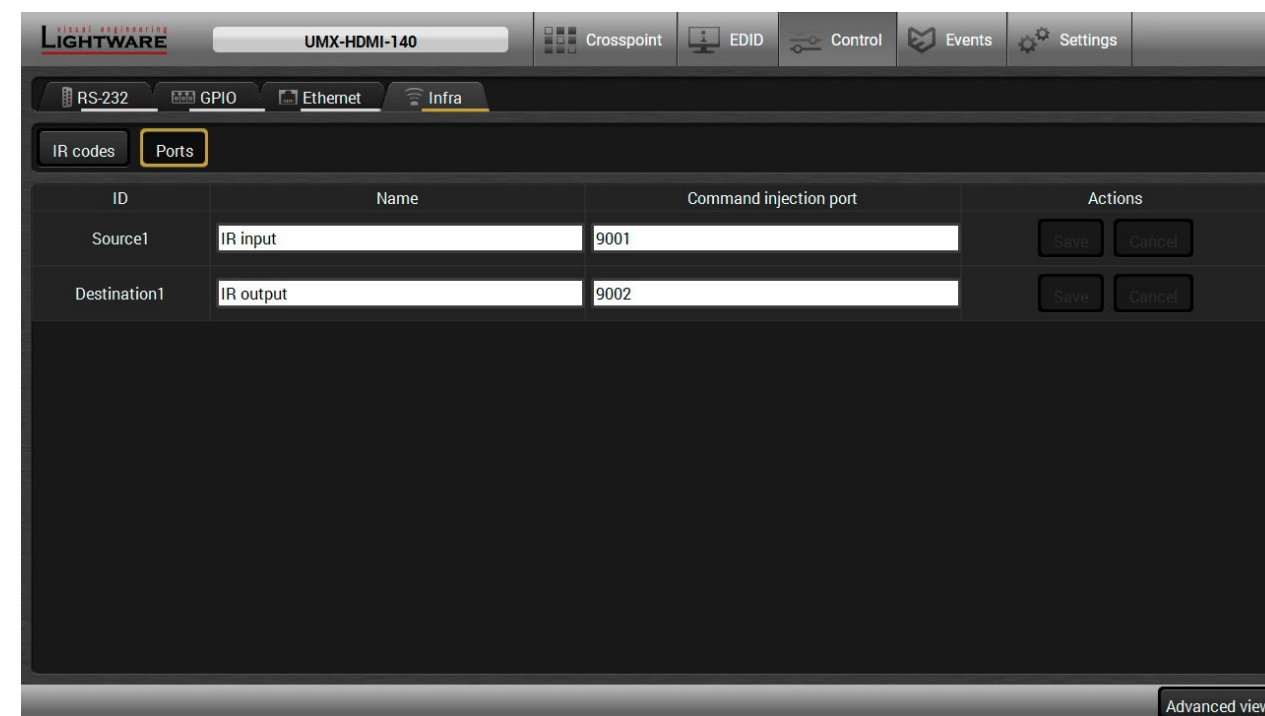 visual engineering
LIGHTWARE
UMX-HDMI-140
Crosspoint
EDID
Control
Events
Settings
RS-232
GPIO
Ethernet
Infra
IR codes
Ports
ID Name Command injection port Actions
Source1 IR input 9001 Save Cancel
Destination1 IR output 9002 Save Cancel
Advanced view